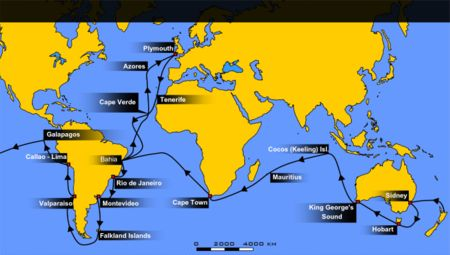 Plymouth
Azores
Cape Verde
Tenerife
Galapagos
Callao - Lima
Bahia
Cocos (Keeling) Isl.
Rio de Janeiro
Mauritius
Valparaiso
Montevideo
Cape Town
King George's
Sound
Sidney
Hobart
Falkland Islands
0 2000 4000 KM